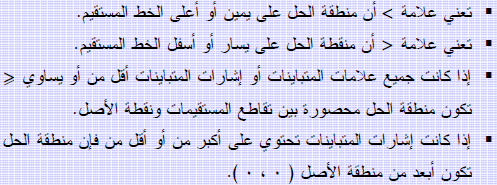 ▪ تعني علامة > أن منطقة الحل على يمين أو أعلى الخط المستقيم.
▪ تعني علامة < أن منقطة الحل على يسار أو أسفل الخط المستقيم.
▪ إذا كانت جميع علامات المتباينات أو إشارات المتباينات أقل من أو يساوي ⩾
تكون منطقة الحل محصورة بين تقاطع المستقيمات ونقطة الأصل.
▪ إذا كانت إشارات المتباينات تحتوي على أكبر من أو أقل من فإن منطقة الحل
تكون أبعد من منطقة الأصل ( ٠ ، ٠ ).